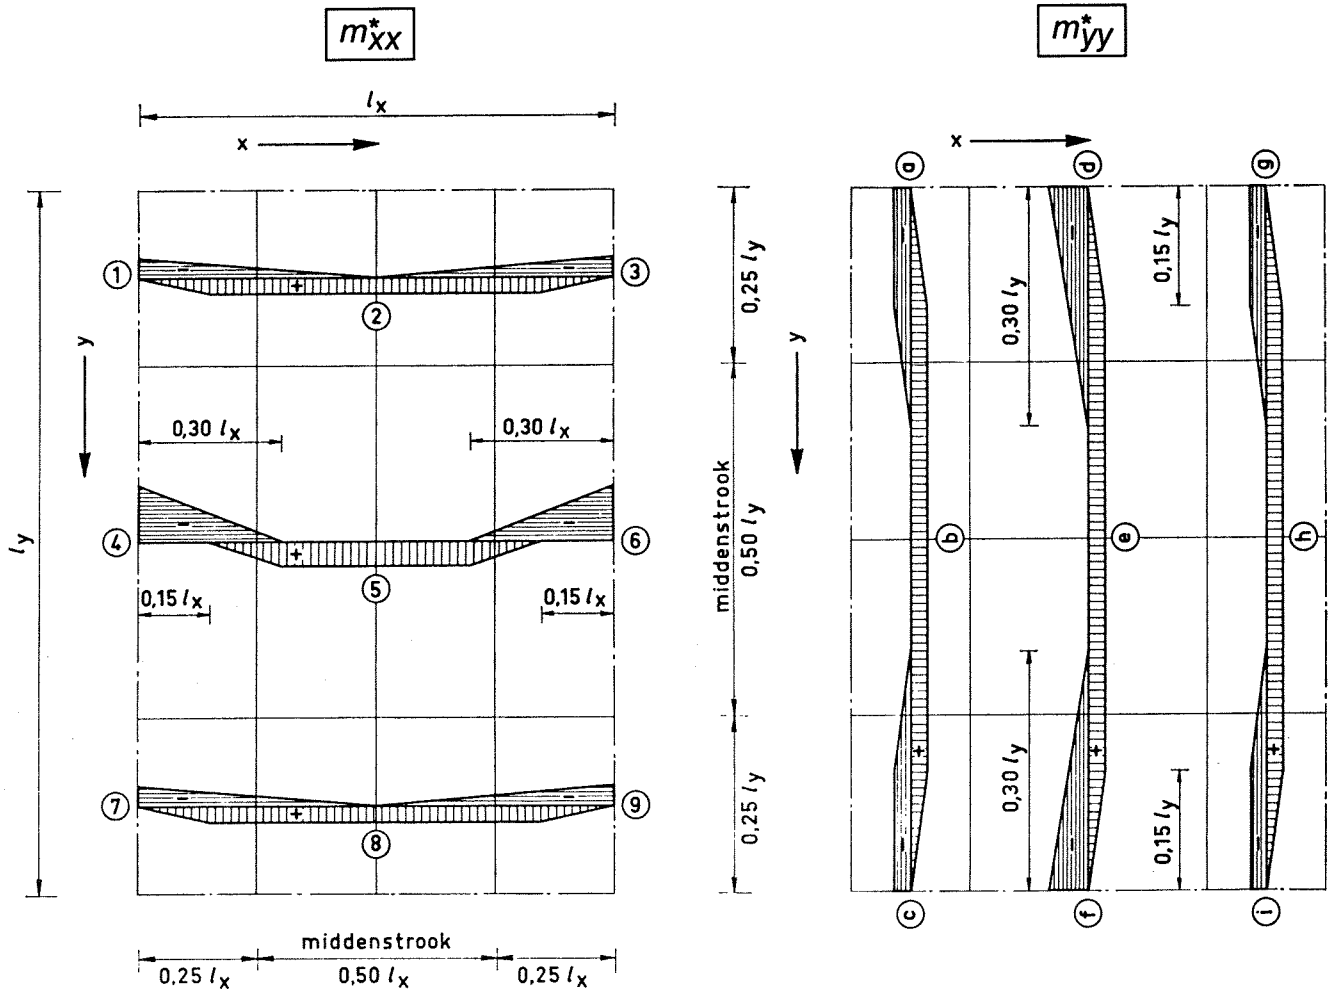 m*xx
m*yy
lx
x
x
a
d
g
1
3
2
- - +
y
ly
0,25 ly
0,30 ly
0,15 ly
y
0,30 lx
0,30 lx
4
6
5
- - +
0,15 lx
0,15 lx
middenstrook
0,50 ly
b
e
h
7
9
8
- - +
0,25 ly
0,30 ly
0,15 ly
+ + +
c
f
i
middenstrook
0,25 lx
0,50 lx
0,25 lx